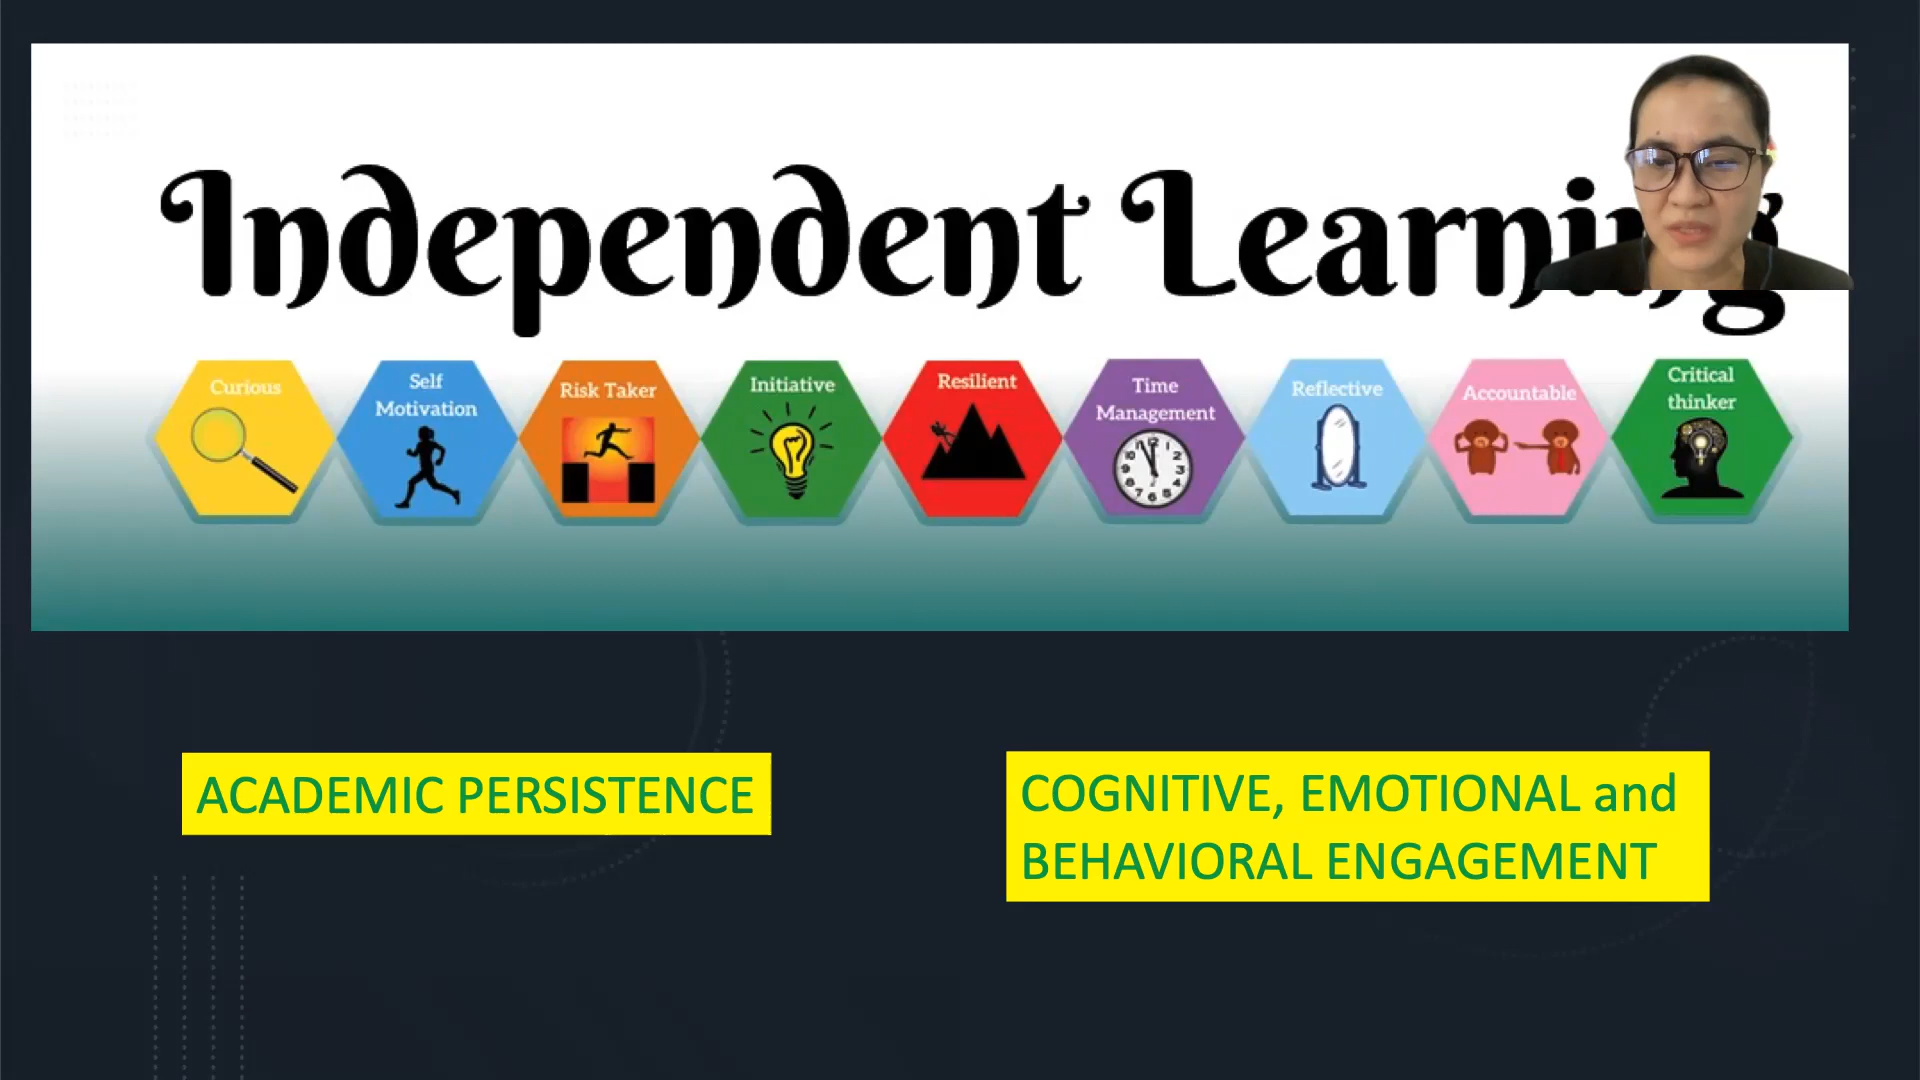 Independent Learning
Curious
Self
Motivation
Risk Taker
Initiative
Resilient
Time
Management
Reflective
Accountable
Critical
thinker
ACADEMIC PERSISTENCE
COGNITIVE, EMOTIONAL and
BEHAVIORAL ENGAGEMENT